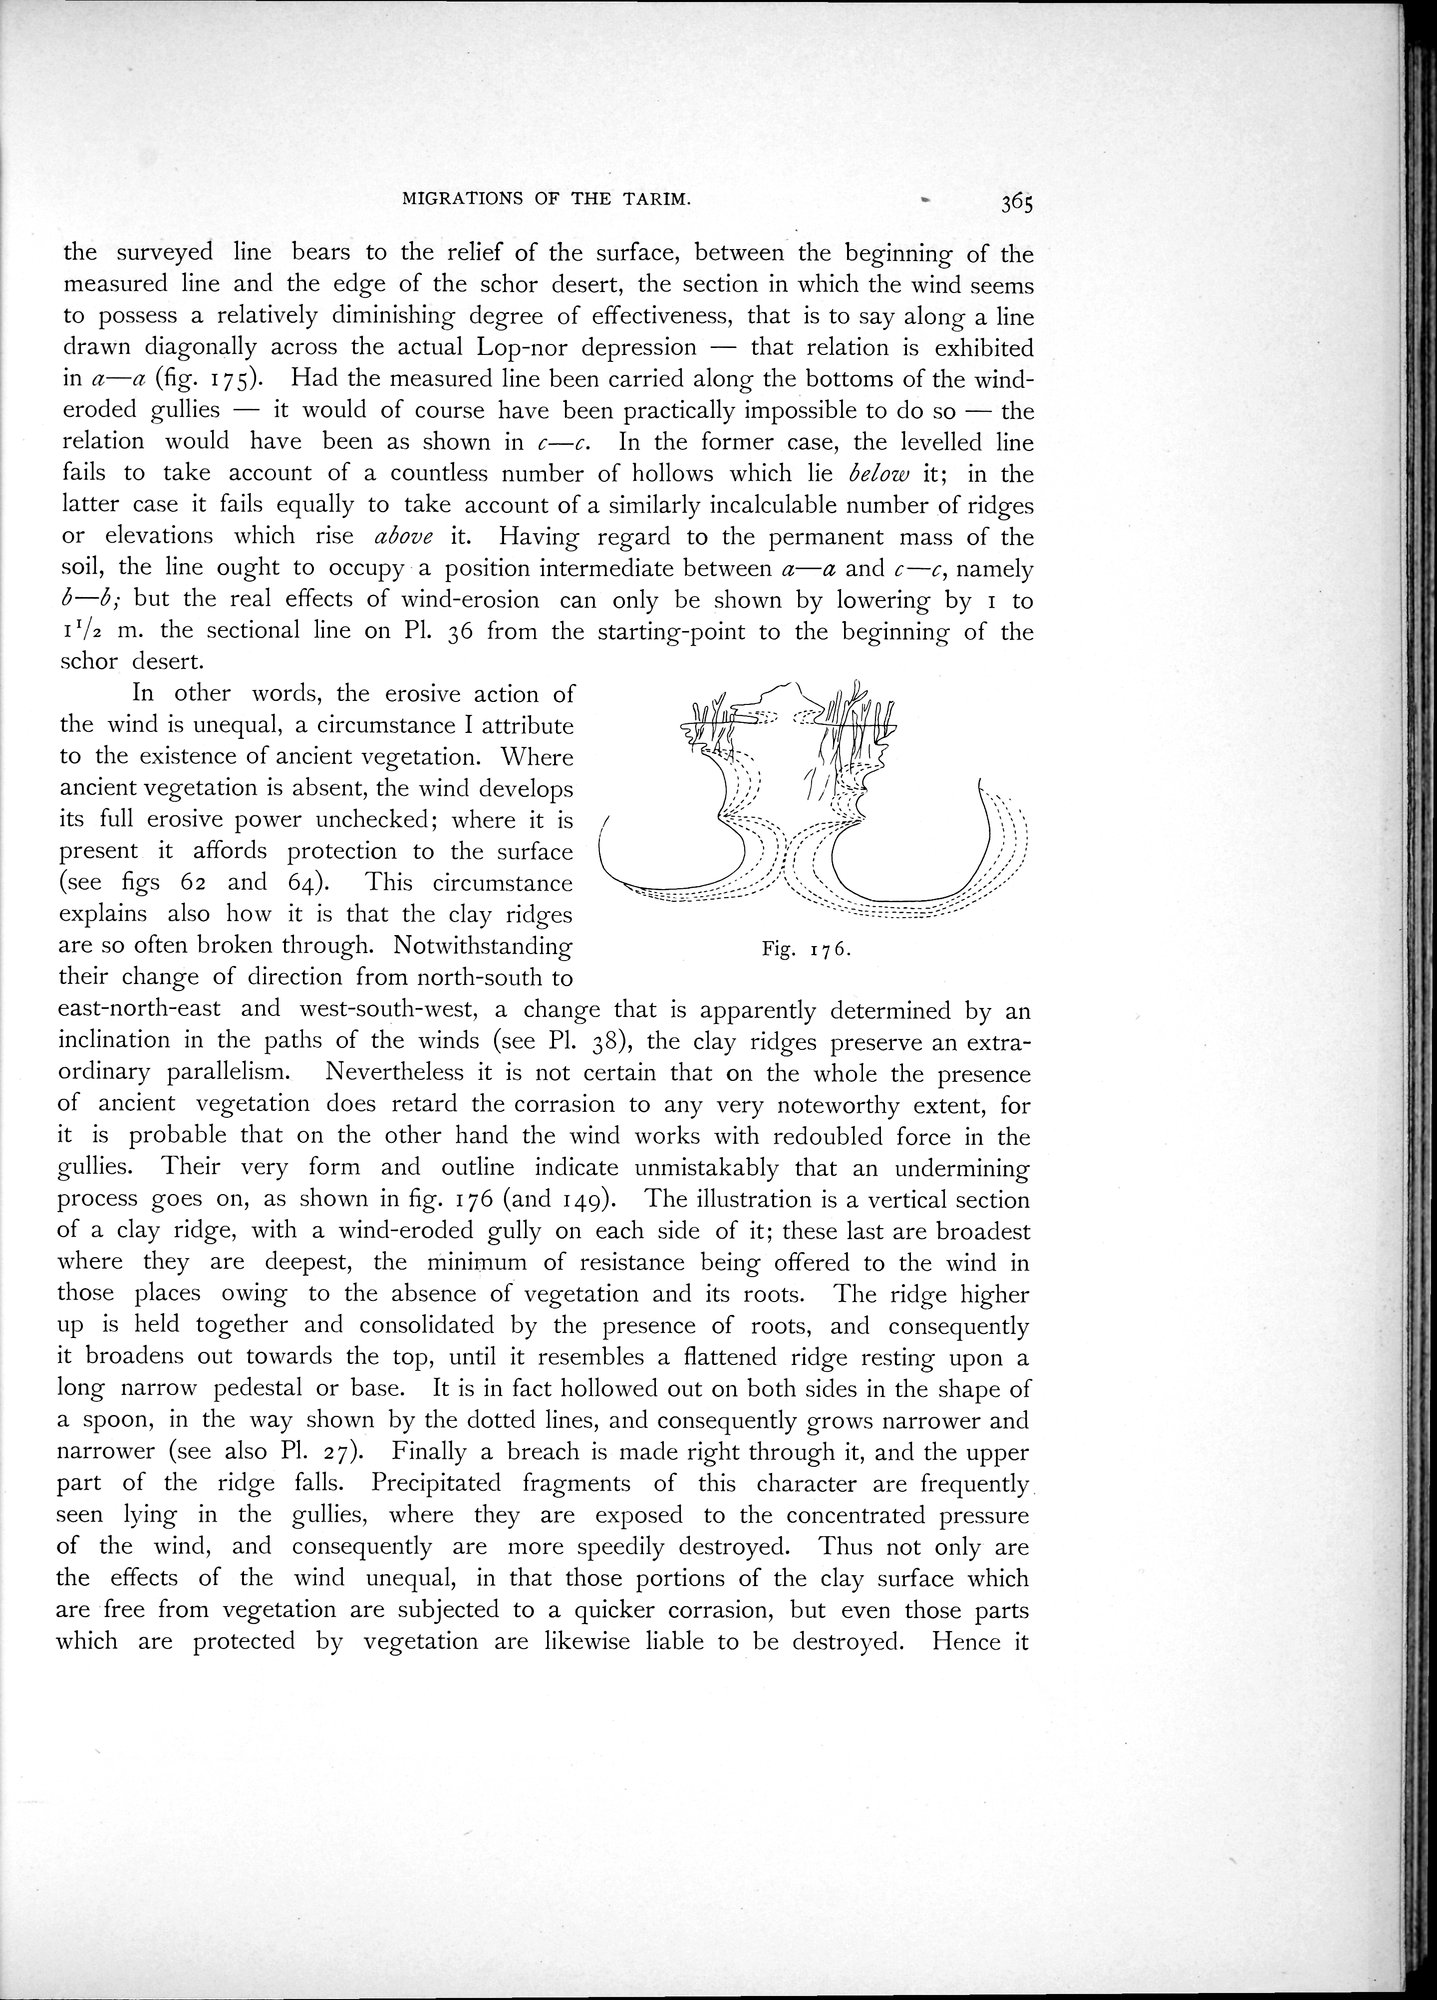 MIGRATIONS OF THE TARIM. 365
the surveyed line bears to the relief of the surface, between the beginning of the
measured line and the edge of the schor desert, the section in which the wind seems
to possess a relatively diminishing degree of effectiveness, that is to say along a line
drawn diagonally across the actual Lop-nor depression — that relation is exhibited
in a—a (fig. 175). Had the measured line been carried along the bottoms of the wind-
eroded gullies — it would of course have been practically impossible to do so — the
relation would have been as shown in c—c. In the former case, the levelled line
fails to take account of a countless number of hollows which lie below it; in the
latter case it fails equally to take account of a similarly incalculable number of ridges
or elevations which rise above it. Having regard to the permanent mass of the
soil, the line ought to occupy a position intermediate between a—a and c—c, namely
b—b; but the real effects of wind-erosion can only be shown by lowering by 1 to
1 1/2 m. the sectional line on Pl. 36 from the starting-point to the beginning of the
schor desert.
In other words, the erosive action of
the wind is unequal, a circumstance I attribute
to the existence of ancient vegetation. Where
ancient vegetation is absent, the wind develops
its full erosive power unchecked; where it is
present it affords protection to the surface
(see figs 62 and 64). This circumstance
explains also how it is that the clay ridges
are so often broken through. Notwithstanding
their change of direction from north-south to
Fig. 176.
east-north-east and west-south-west, a change that is apparently determined by an
inclination in the paths of the winds (see Pl. 38), the clay ridges preserve an extra-
ordinary parallelism. Nevertheless it is not certain that on the whole the presence
of ancient vegetation does retard the corrasion to any very noteworthy extent, for
it is probable that on the other hand the wind works with redoubled force in the
gullies. Their very form and outline indicate unmistakably that an undermining
process goes on, as shown in fig. 176 (and 149). The illustration is a vertical section
of a clay ridge, with a wind-eroded gully on each side of it; these last are broadest
where they are deepest, the minimum of resistance being offered to the wind in
those places owing to the absence of vegetation and its roots. The ridge higher
up is held together and consolidated by the presence of roots, and consequently
it broadens out towards the top, until it resembles a flattened ridge resting upon a
long narrow pedestal or base. It is in fact hollowed out on both sides in the shape of
a spoon, in the way shown by the dotted lines, and consequently grows narrower and
narrower (see also Pl. 27). Finally a breach is made right through it, and the upper
part of the ridge falls. Precipitated fragments of this character are frequently
seen lying in the gullies, where they are exposed to the concentrated pressure
of the wind, and consequently are more speedily destroyed. Thus not only are
the effects of the wind unequal, in that those portions of the clay surface which
are free from vegetation are subjected to a quicker corrasion, but even those parts
which are protected by vegetation are likewise liable to be destroyed. Hence it